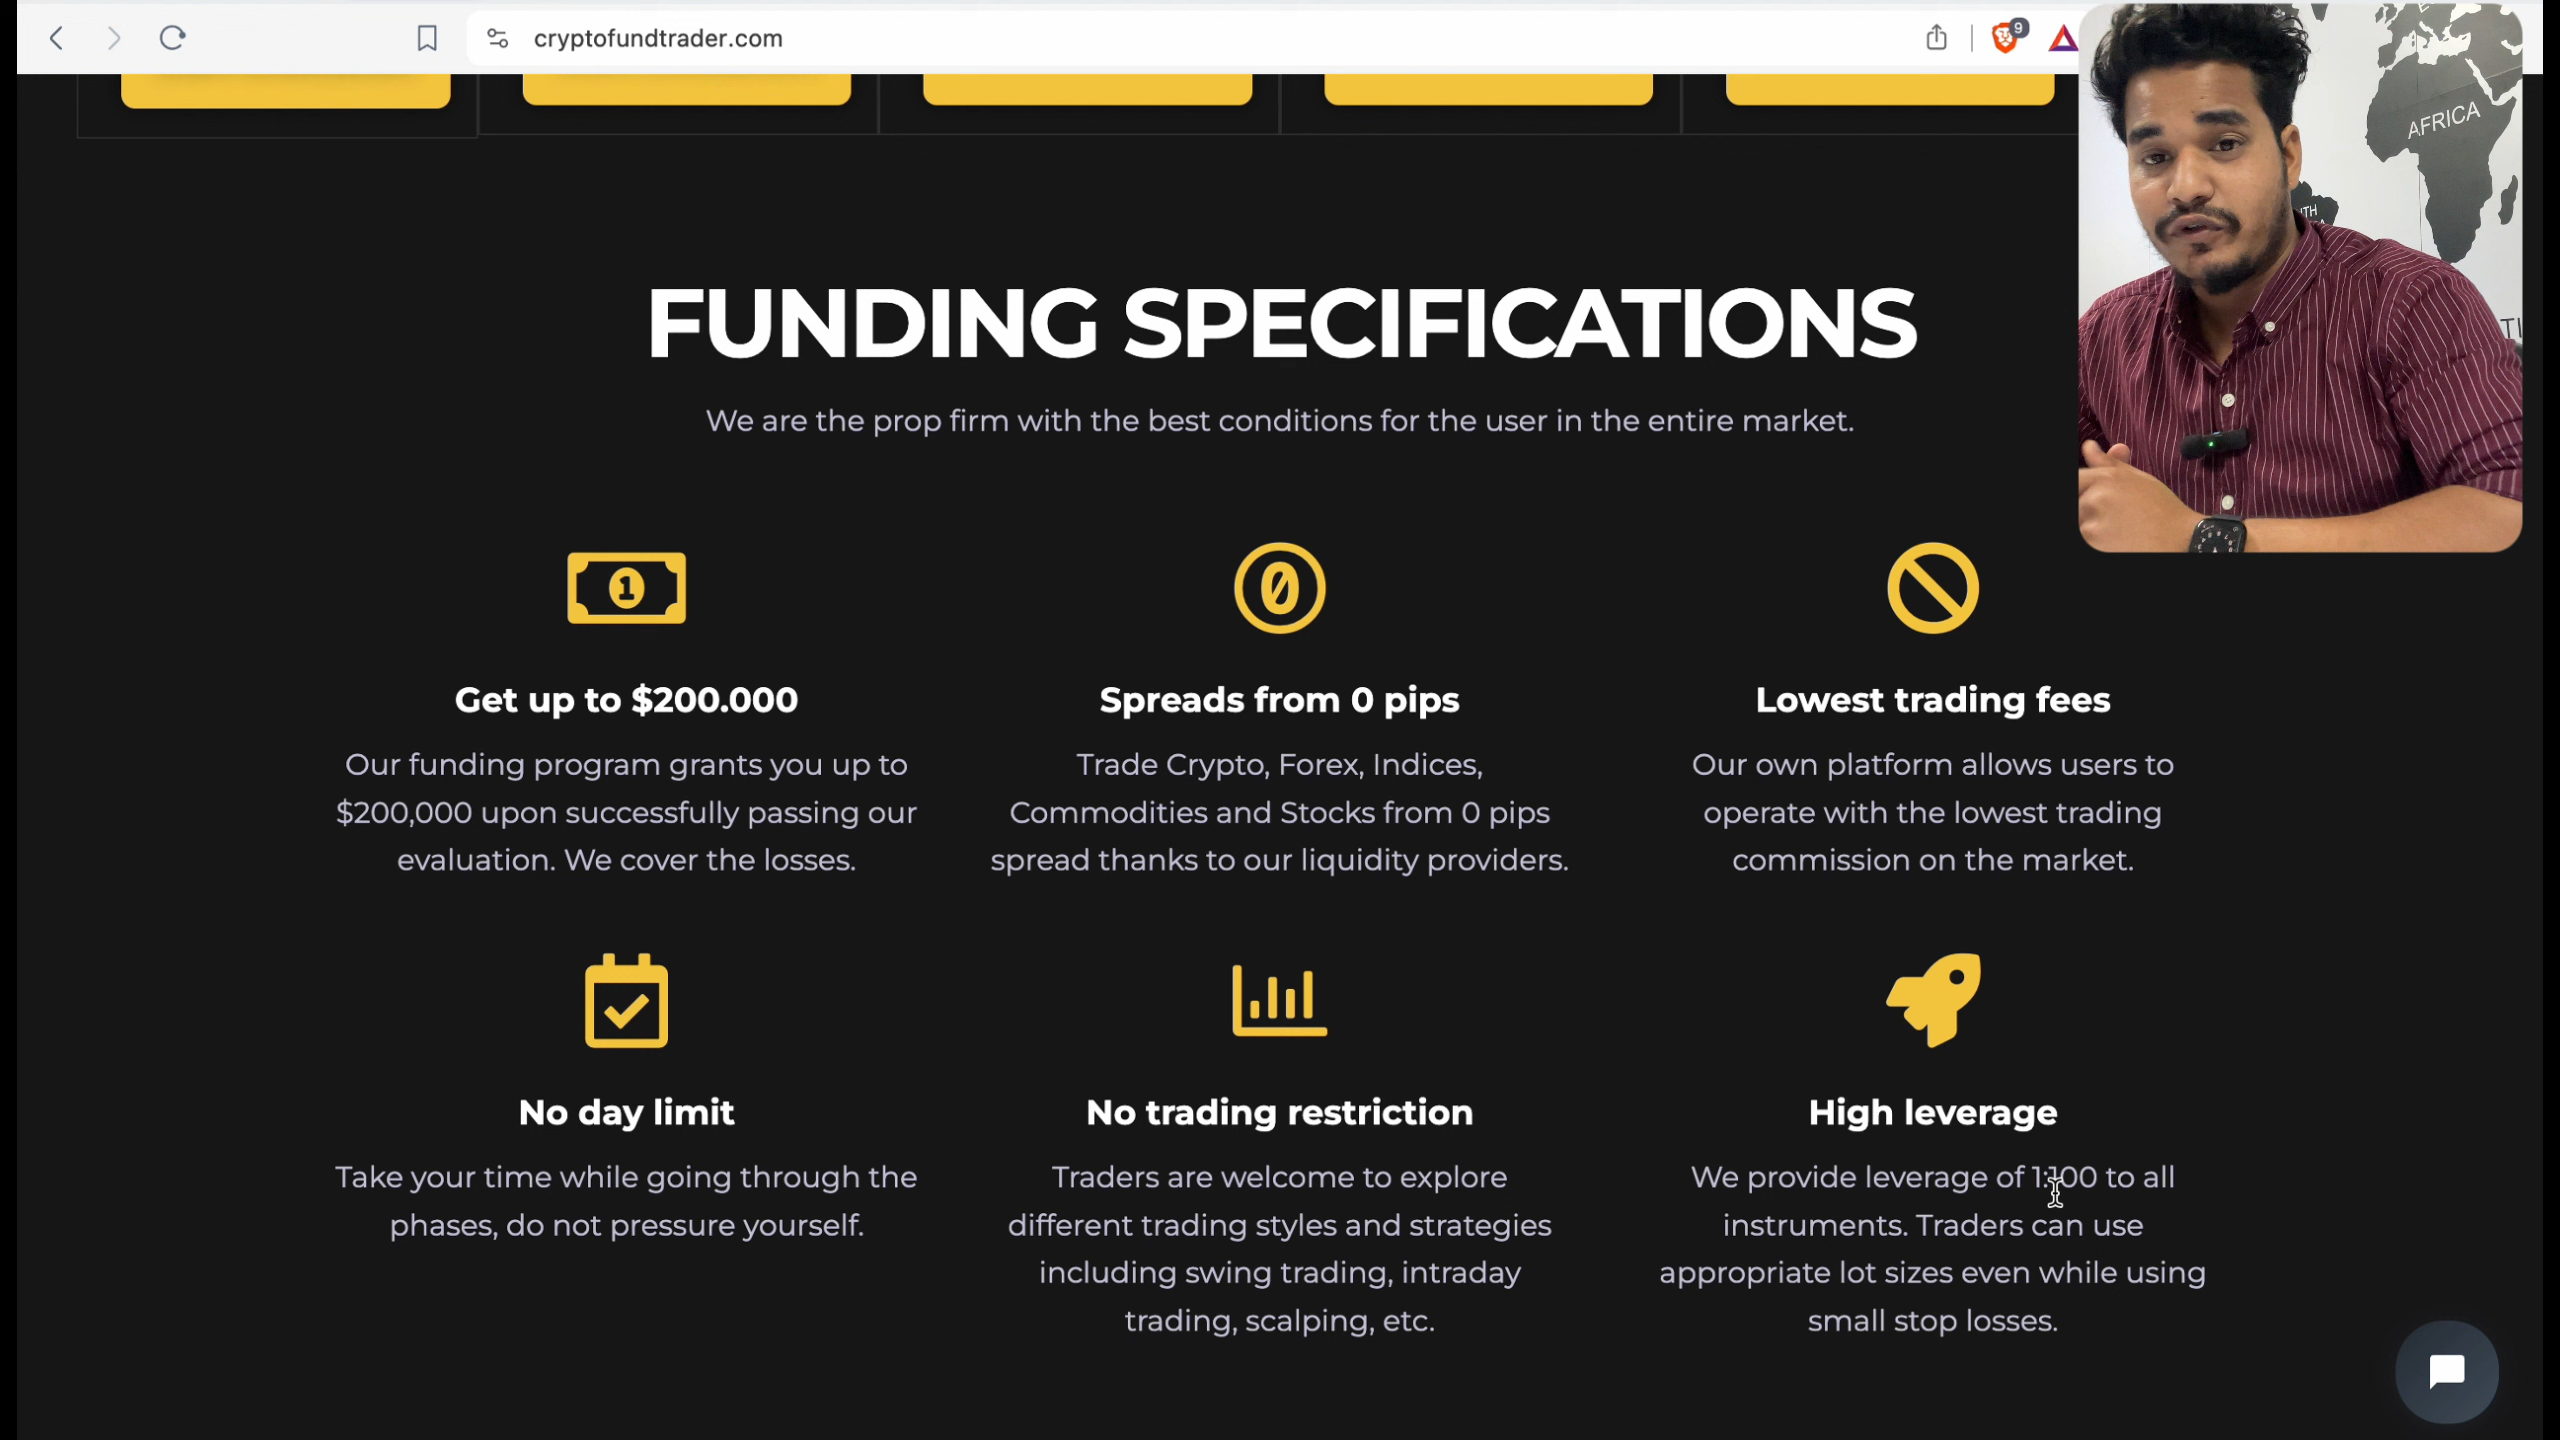 cryptofundtrader.com
9
AFRICA
FUNDING SPECIFICATIONS
We are the prop firm with the best conditions for the user in the entire market.
Get up to $200.000
Our funding program grants you up to
$200,000 upon successfully passing our
evaluation. We cover the losses.
Spreads from 0 pips
Trade Crypto, Forex, Indices,
Commodities and Stocks from 0 pips
spread thanks to our liquidity providers.
Lowest trading fees
Our own platform allows users to
operate with the lowest trading
commission on the market.
No day limit
Take your time while going through the
phases, do not pressure yourself.
No trading restriction
Traders are welcome to explore
different trading styles and strategies
including swing trading, intraday
trading, scalping, etc.
High leverage
We provide leverage of 1:100 to all
instruments. Traders can use
appropriate lot sizes even while using
small stop losses.